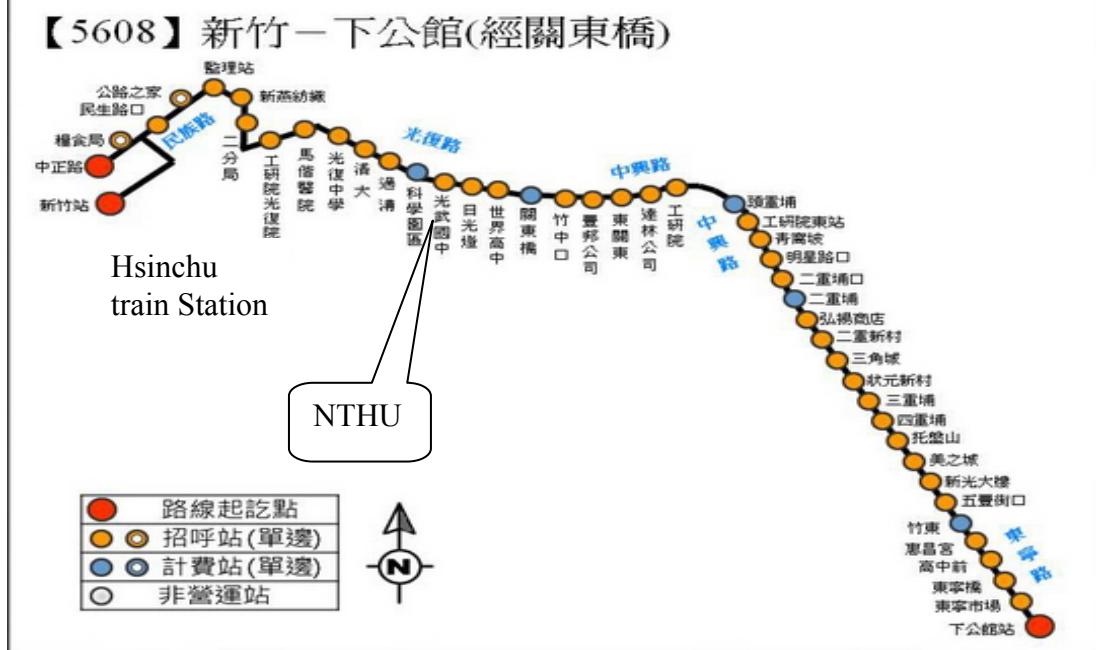 【5608】新竹－下公館(經關東橋)
監理站
公路之家
民生路口
新燕紡織
糧食局
中正路
新竹站
民族路
二分局
工研院光復院
馬偕醫院
光復中學
清大
過溝
科學園區
光武國中
日光燈
世界高中
關東橋
竹中口
豐邦公司
東關東
達林公司
工研院
光復路
中興路
中興路
頭重埔
工研院東站
青窩坡
明星路口
二重埔口
二重埔
弘揚商店
二重新村
三角城
狀元新村
三重埔
四重埔
托盤山
美之城
新光大樓
五豐街口
竹東
惠昌宮
高中前
東寧橋
東寧市場
下公館站
東寧路
Hsinchu
train Station
NTHU
路線起訖點
招呼站(單邊)
計費站(單邊)
非營運站
N